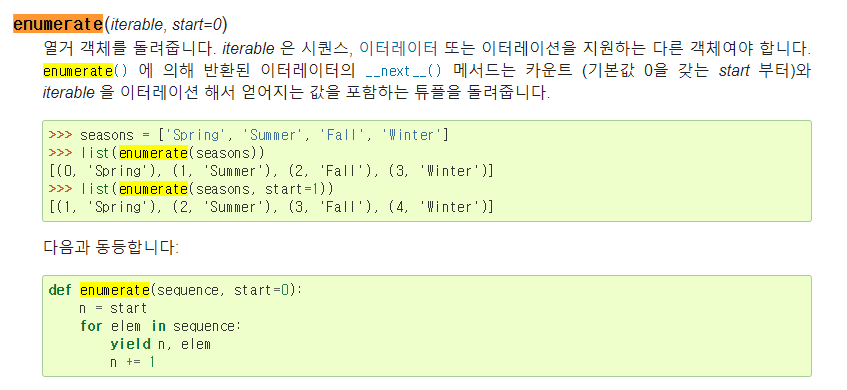 enumerate(iterable, start=0)
열거 객체를 돌려줍니다. iterable 은 시퀀스, 이터레이터 또는 이터레이션을 지원하는 다른 객체여야 합니다.
enumerate() 에 의해 반환된 이터레이터의 __next__() 메서드는 카운트 (기본값 0을 갖는 start 부터)와
iterable 을 이터레이션 해서 얻어지는 값을 포함하는 튜플을 돌려줍니다.
>>> seasons = ['Spring', 'Summer', 'Fall', 'Winter']
>>> list(enumerate(seasons))
[(0, 'Spring'), (1, 'Summer'), (2, 'Fall'), (3, 'Winter')]
>>> list(enumerate(seasons, start=1))
[(1, 'Spring'), (2, 'Summer'), (3, 'Fall'), (4, 'Winter')]
다음과 동등합니다:
def enumerate(sequence, start=0):
    n = start
    for elem in sequence:
        yield n, elem
        n += 1